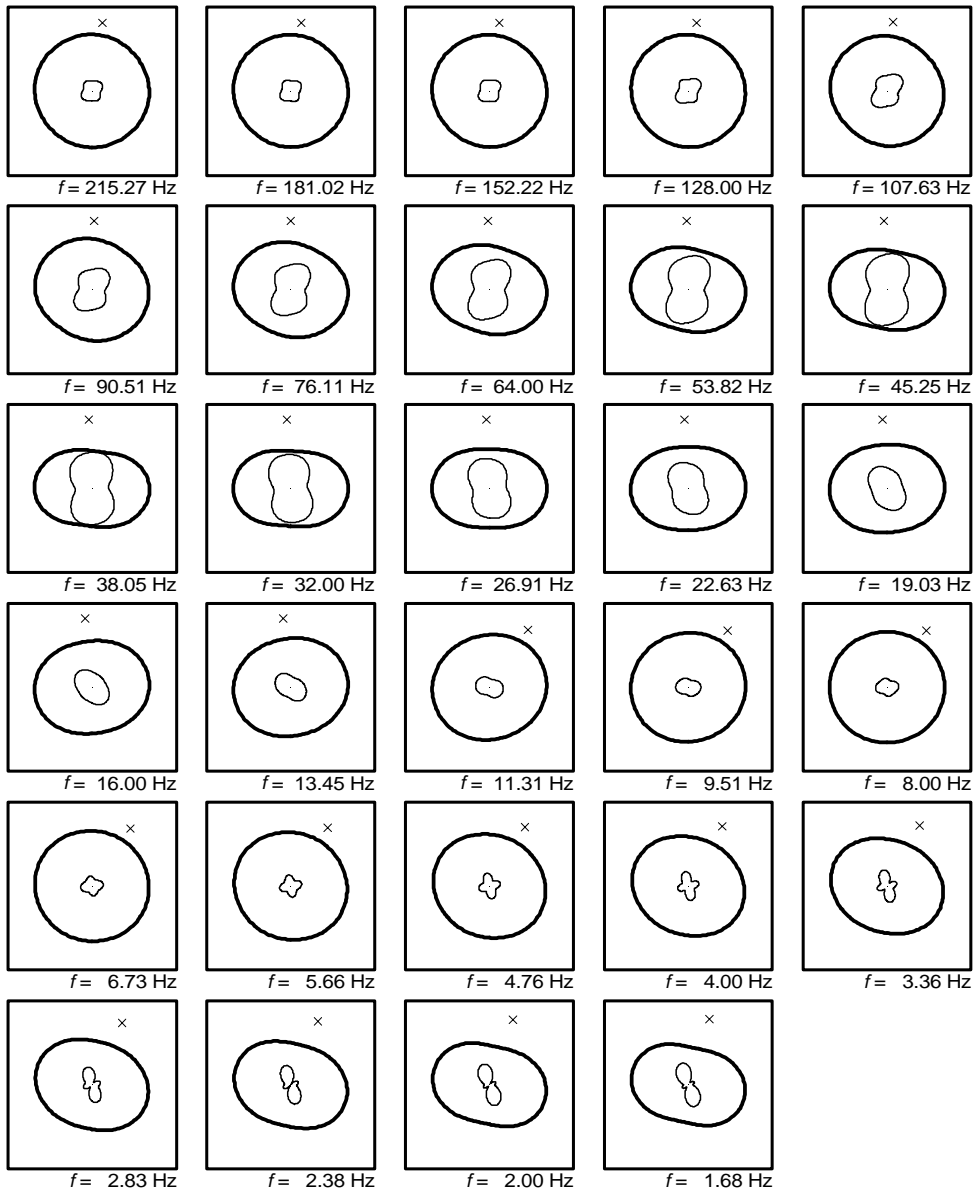 f = 215.27 Hz f = 181.02 Hz f = 152.22 Hz f = 128.00 Hz f = 107.63 Hz
f = 90.51 Hz f = 76.11 Hz f = 64.00 Hz f = 53.82 Hz f = 45.25 Hz
f = 38.05 Hz f = 32.00 Hz f = 26.91 Hz f = 22.63 Hz f = 19.03 Hz
f = 16.00 Hz f = 13.45 Hz f = 11.31 Hz f = 9.51 Hz f = 8.00 Hz
f = 6.73 Hz f = 5.66 Hz f = 4.76 Hz f = 4.00 Hz f = 3.36 Hz
f = 2.83 Hz f = 2.38 Hz f = 2.00 Hz f = 1.68 Hz